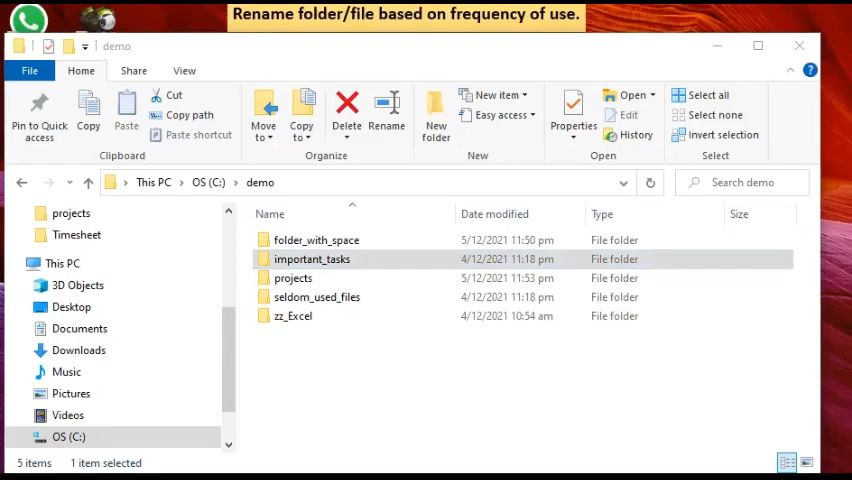 Rename folder/file based on frequency of use.
demo
File Home Share View
Pin to Quick access
Copy
Paste
Cut
Copy path
Paste shortcut
Clipboard
Move to
Copy to
Delete
Rename
Organize
New folder
New item
Easy access
New
Properties
Open
Edit
History
Open
Select all
Select none
Invert selection
Select
This PC > OS (C:) > demo
Search demo
projects
Timesheet
This PC
3D Objects
Desktop
Documents
Downloads
Music
Pictures
Videos
OS (C:)
Name Date modified Type Size
folder_with_space 5/12/2021 11:50 pm File folder
important_tasks 4/12/2021 11:18 pm File folder
projects 5/12/2021 11:53 pm File folder
seldom_used_files 4/12/2021 11:18 pm File folder
zz_Excel 4/12/2021 10:54 am File folder
5 items 1 item selected